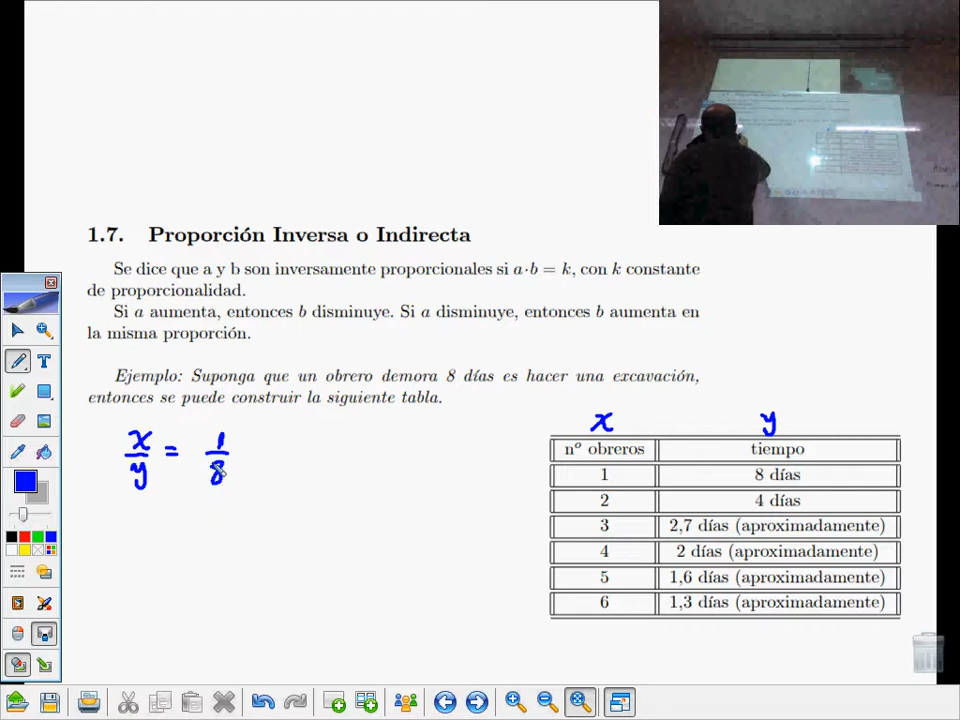 1.7. Proporción Inversa o Indirecta
Se dice que a y b son inversamente proporcionales si a·b = k, con k constante
de proporcionalidad.
Si a aumenta, entonces b disminuye. Si a disminuye, entonces b aumenta en
la misma proporción.
Ejemplo: Suponga que un obrero demora 8 días es hacer una excavación,
entonces se puede construir la siguiente tabla.
x y
nº obreros tiempo
1 8 días
2 4 días
3 2,7 días (aproximadamente)
4 2 días (aproximadamente)
5 1,6 días (aproximadamente)
6 1,3 días (aproximadamente)
x/y = 1/8
T